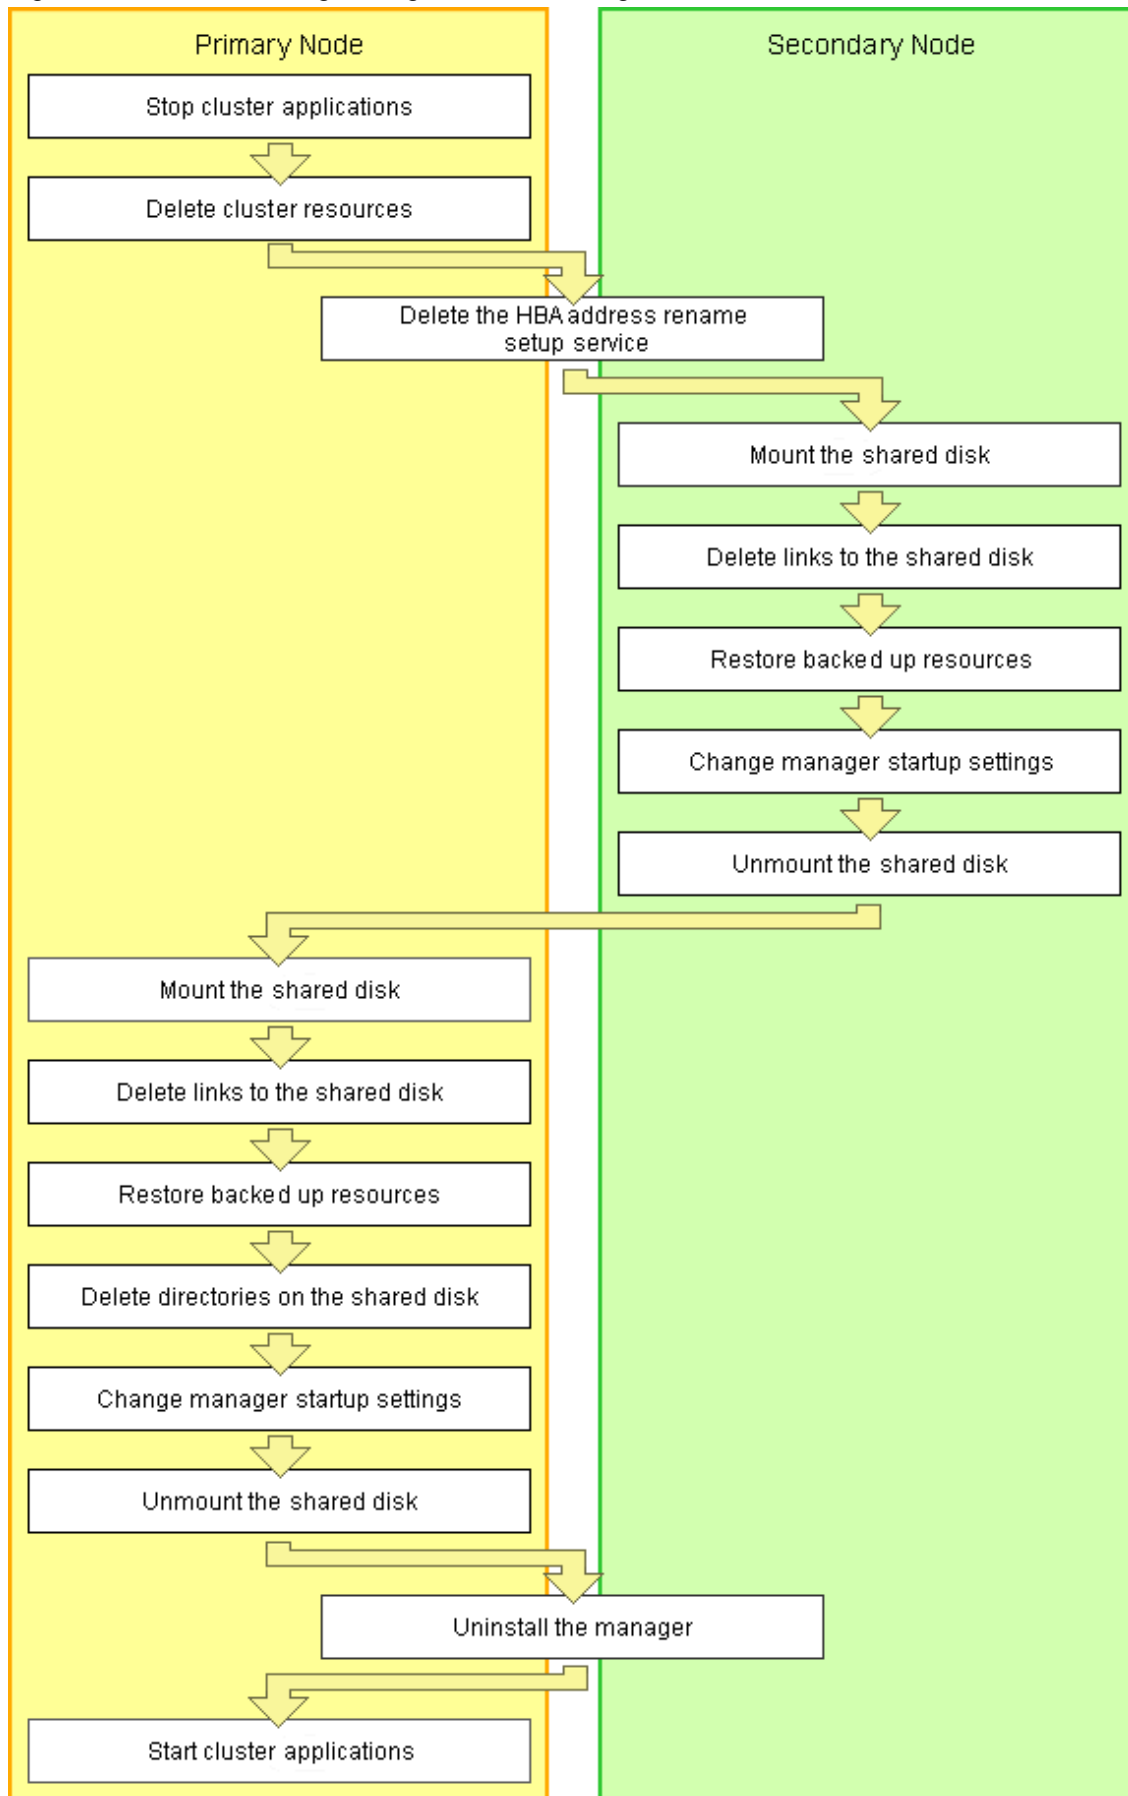 Primary Node
Secondary Node
Stop cluster applications
Delete cluster resources
Delete the HBA address rename
setup service
Mount the shared disk
Delete links to the shared disk
Restore backed up resources
Change manager startup settings
Unmount the shared disk
Mount the shared disk
Delete links to the shared disk
Restore backed up resources
Delete directories on the shared disk
Change manager startup settings
Unmount the shared disk
Uninstall the manager
Start cluster applications